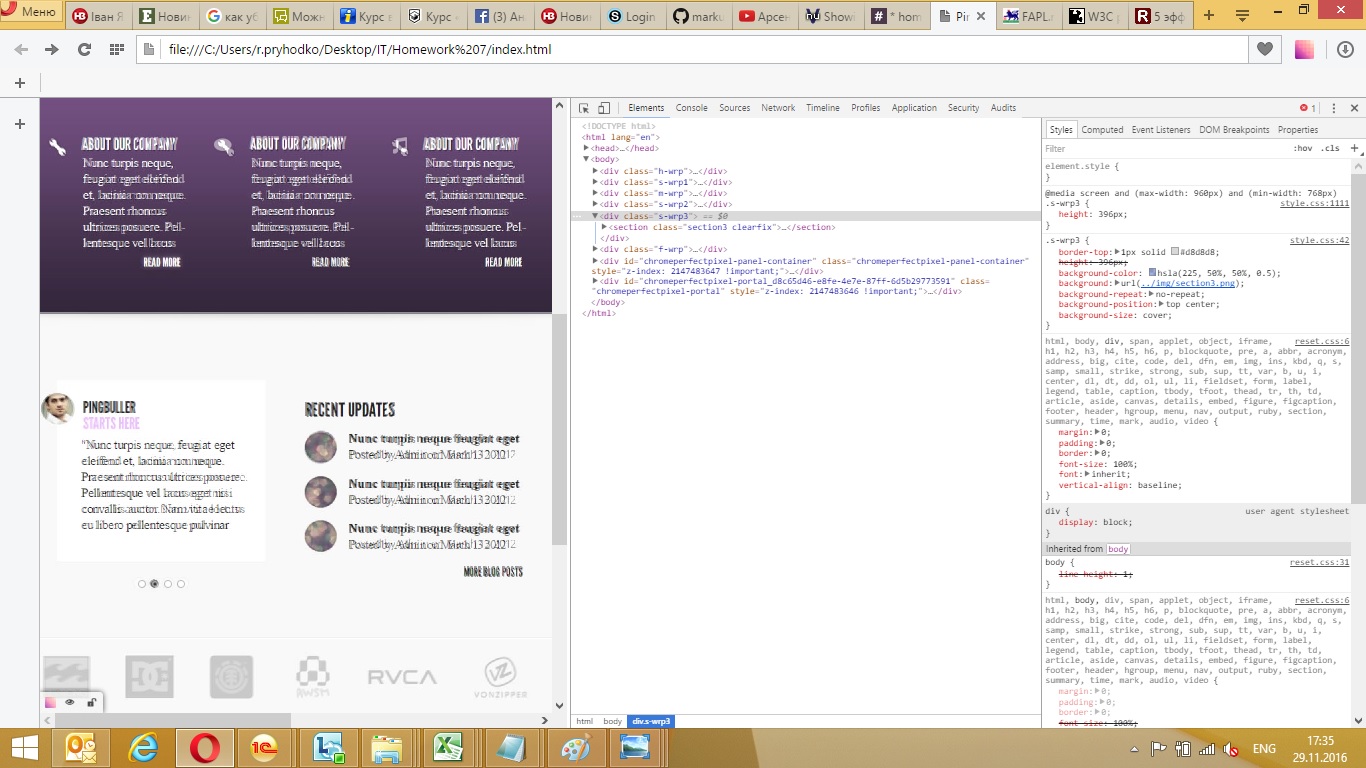 Меню
Іван Я
Новин
как уб
Можн
Курс в
Курс «
(3) Ан
Нови
Login
marku
Арсен
Showi
* hom
Pir
FAPL.r
W3C p
5 эфф
file:///C:/Users/r.pryhodko/Desktop/IT/Homework%207/index.html
ABOUT OUR COMPANY
ABOUT OUR COMPANY
ABOUT OUR COMPANY
Nunc turpis neque,
feugiat eget eleifend
et, lacinia non neque.
Praesent rhoncus
ultrices posuere. Pel-
lentesque vel lacus
READ MORE
Nunc turpis neque,
feugiat eget eleifend
et, lacinia non neque.
Praesent rhoncus
ultrices posuere. Pel-
lentesque vel lacus
READ MORE
Nunc turpis neque,
feugiat eget eleifend
et, lacinia non neque.
Praesent rhoncus
ultrices posuere. Pel-
lentesque vel lacus
READ MORE
PINGBULLER
STARTS HERE
"Nunc turpis neque, feugiat eget
eleifend et, lacinia non neque.
Praesent rhoncus ultrices posuere.
Pellentesque vel lacus eget nisi
convallis auctor. Nam vitae lectus
eu libero pellentesque pulvinar
RECENT UPDATES
Nunc turpis neque feugiat eget
Posted by Admin on March 13 2012
Nunc turpis neque feugiat eget
Posted by Admin on March 13 2012
Nunc turpis neque feugiat eget
Posted by Admin on March 13 2012
MORE BLOG POSTS
DC
AWSM
RVCA
VZ
VONZIPPER
Elements Console Sources Network Timeline Profiles Application Security Audits
1
<!DOCTYPE html>
<html lang="en">
<head>…</head>
<body>
<div class="h-wrp">…</div>
<div class="s-wrp1">…</div>
<div class="m-wrp">…</div>
<div class="s-wrp2">…</div>
<div class="s-wrp3"> == $0
<section class="section3 clearfix">…</section>
</div>
<div class="f-wrp">…</div>
<div id="chromeperfectpixel-panel-container" class="chromeperfectpixel-panel-container"
style="z-index: 2147483647 !important;">…</div>
<div id="chromeperfectpixel-portal_d8c65d46-e8fe-4e7e-87ff-6d5b29773591" class=
"chromeperfectpixel-portal" style="z-index: 2147483646 !important;">…</div>
</body>
</html>
html body div.s-wrp3
Styles Computed Event Listeners DOM Breakpoints Properties
Filter :hov .cls +
element.style {
}
@media screen and (max-width: 960px) and (min-width: 768px)
.s-wrp3 { style.css:1111
height: 396px;
}
.s-wrp3 { style.css:42
border-top: 1px solid #d8d8d8;
height: 396px;
background-color: hsla(225, 50%, 50%, 0.5);
background: url(../img/section3.png);
background-repeat: no-repeat;
background-position: top center;
background-size: cover;
}
html, body, div, span, applet, object, iframe, reset.css:6
h1, h2, h3, h4, h5, h6, p, blockquote, pre, a, abbr, acronym,
address, big, cite, code, del, dfn, em, img, ins, kbd, q, s,
samp, small, strike, strong, sub, sup, tt, var, b, u, i,
center, dl, dt, dd, ol, ul, li, fieldset, form, label,
legend, table, caption, tbody, tfoot, thead, tr, th, td,
article, aside, canvas, details, embed, figure, figcaption,
footer, header, hgroup, menu, nav, output, ruby, section,
summary, time, mark, audio, video {
margin: 0;
padding: 0;
border: 0;
font-size: 100%;
font: inherit;
vertical-align: baseline;
}
div { user agent stylesheet
display: block;
}
Inherited from body
body { reset.css:31
line-height: 1;
}
html, body, div, span, applet, object, iframe, reset.css:6
h1, h2, h3, h4, h5, h6, p, blockquote, pre, a, abbr, acronym,
address, big, cite, code, del, dfn, em, img, ins, kbd, q, s,
samp, small, strike, strong, sub, sup, tt, var, b, u, i,
center, dl, dt, dd, ol, ul, li, fieldset, form, label,
legend, table, caption, tbody, tfoot, thead, tr, th, td,
article, aside, canvas, details, embed, figure, figcaption,
footer, header, hgroup, menu, nav, output, ruby, section,
summary, time, mark, audio, video {
margin: 0;
padding: 0;
border: 0;
font-size: 100%;
ENG
17:35
29.11.2016